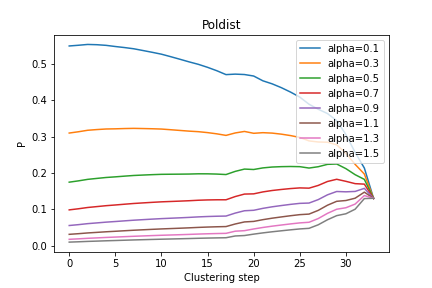 Poldist
alpha=0.1
alpha=0.3
alpha=0.5
alpha=0.7
alpha=0.9
alpha=1.1
alpha=1.3
alpha=1.5
P
0.5
0.4
0.3
0.2
0.1
0.0
0 5 10 15 20 25 30
Clustering step